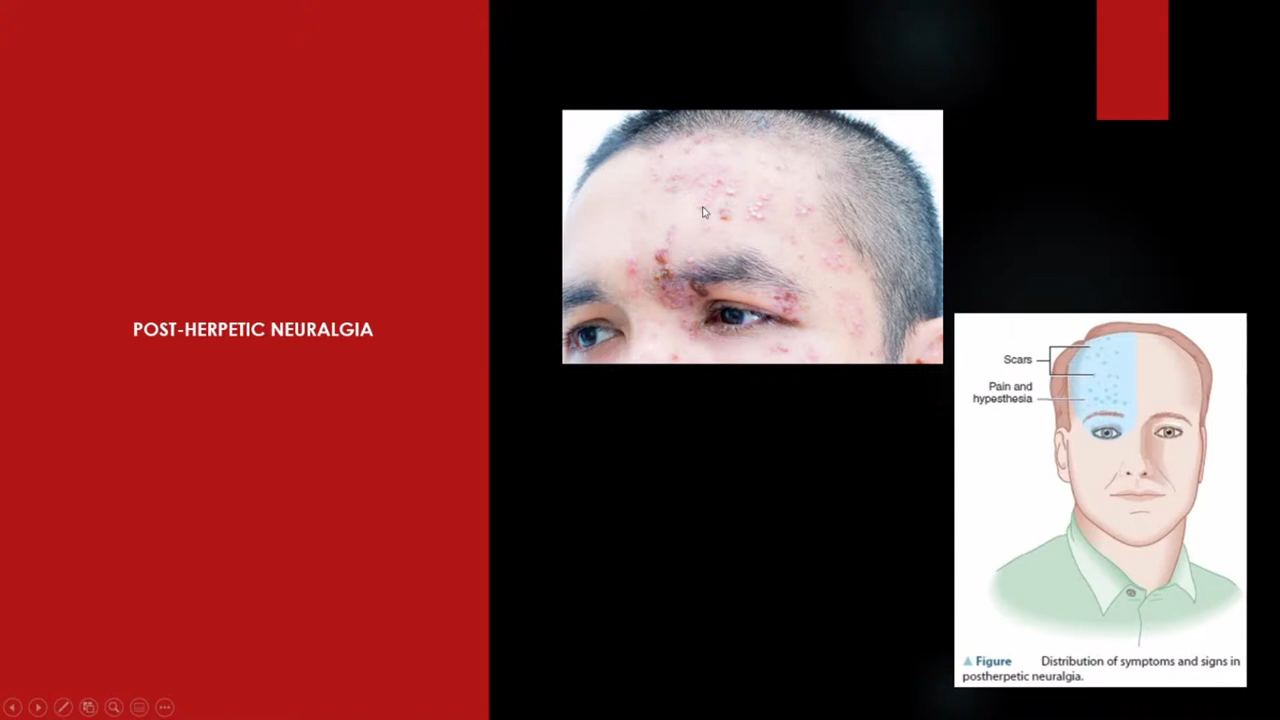 POST-HERPETIC NEURALGIA
Scars
Pain and
hypesthesia
▲ Figure Distribution of symptoms and signs in
postherpetic neuralgia.